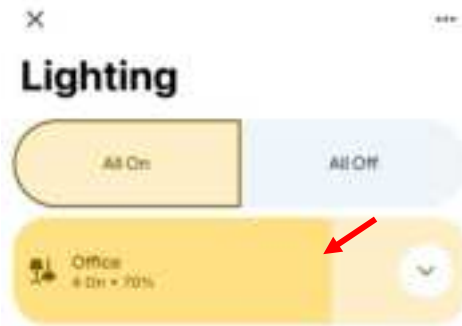 Lighting
All On
All Off
Office
4 On • 70%